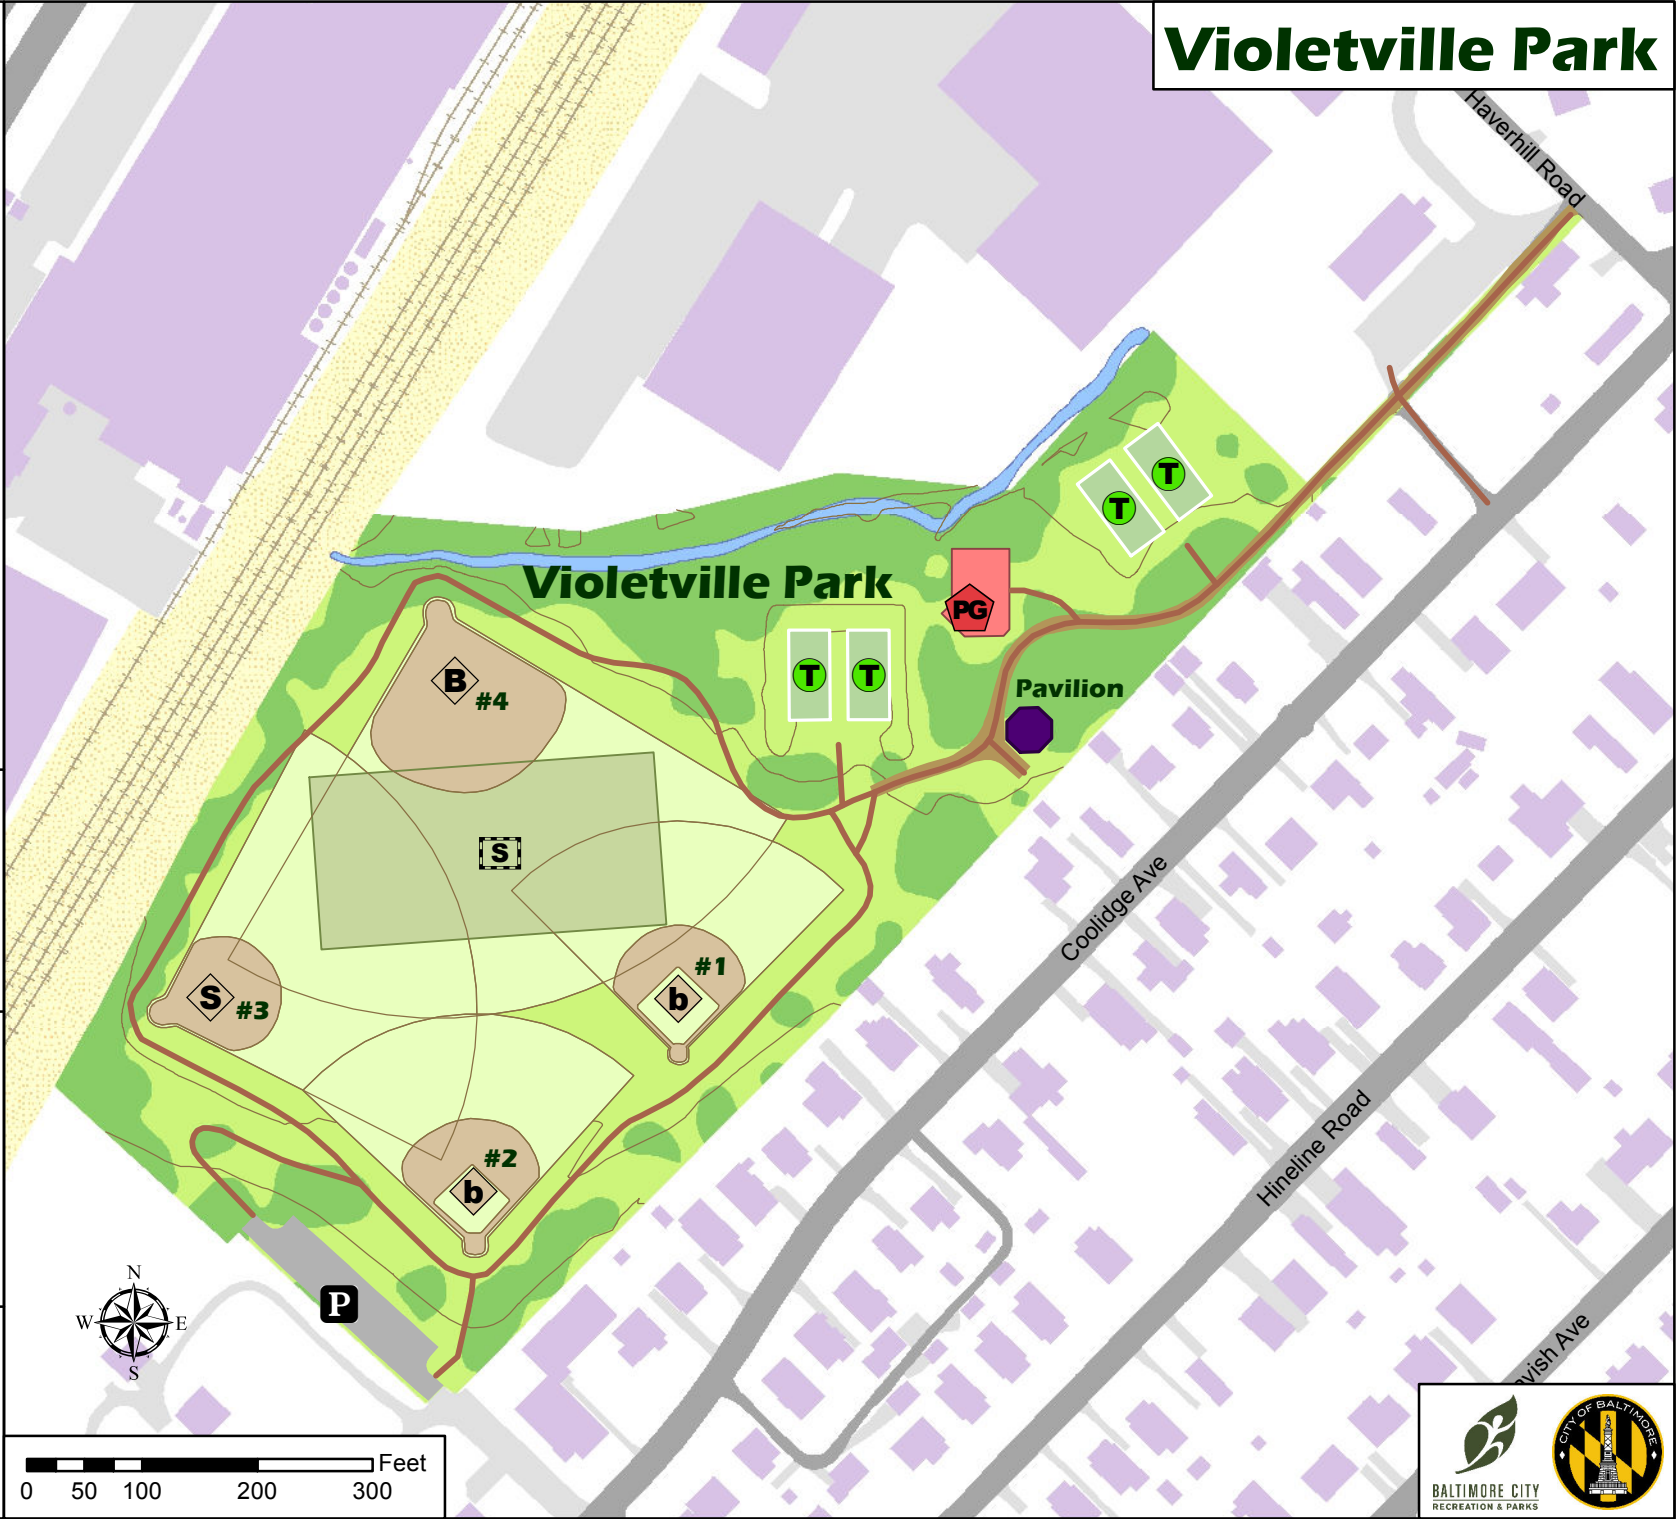 Violetville Park
Haverhill Road
T
T
Violetville Park
PG
B
#4
T
T
Pavilion
S
Coolidge Ave
#1
b
S
#3
#2
b
Hineline Road
N
W E
S
P
Feet
0 50 100 200 300
BALTIMORE CITY
RECREATION & PARKS
CITY OF BALTIMORE